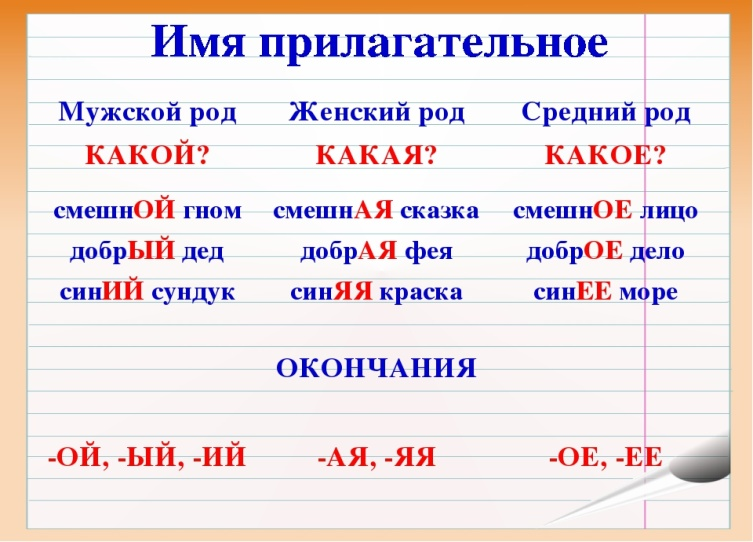 Имя прилагательное
Мужской род Женский род Средний род
КАКОЙ? КАКАЯ? КАКОЕ?
смешнОЙ гном смешнАЯ сказка смешнОЕ лицо
добрЫЙ дед добрАЯ фея добрОЕ дело
синИЙ сундук синЯЯ краска синЕЕ море
ОКОНЧАНИЯ
-ОЙ, -ЫЙ, -ИЙ -АЯ, -ЯЯ -ОЕ, -ЕЕ